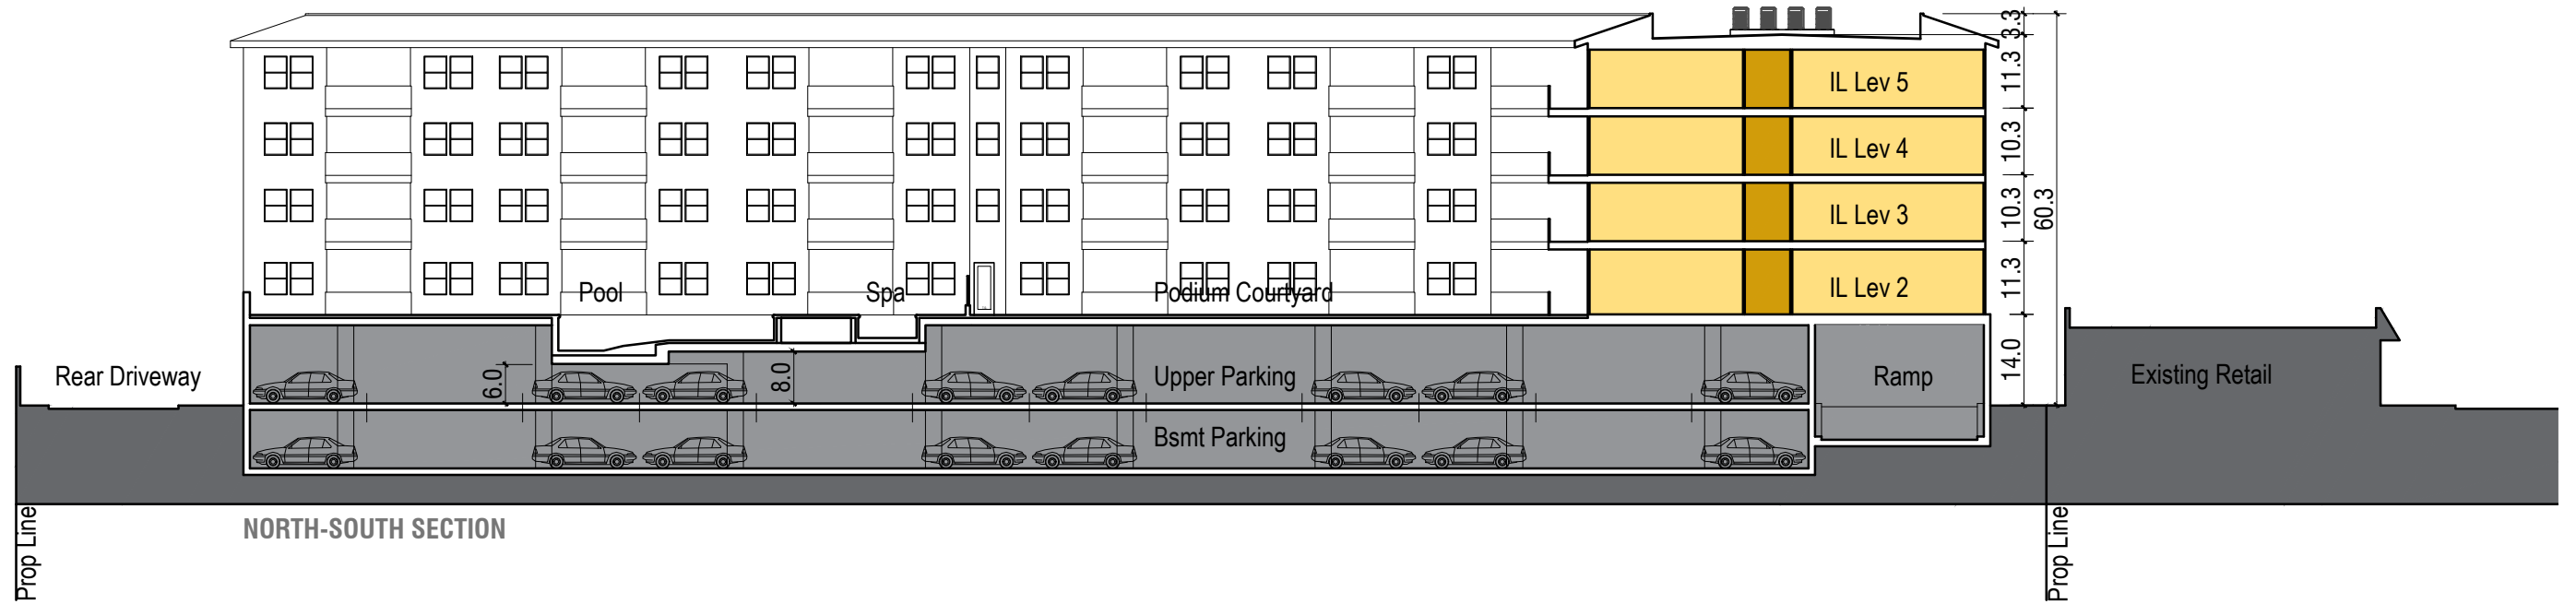 3.3
11.3
IL Lev 5
10.3
IL Lev 4
10.3
60.3
IL Lev 3
11.3
IL Lev 2
Pool
Spa
Podium Courtyard
14.0
Rear Driveway
6.0
8.0
Upper Parking
Ramp
Existing Retail
Bsmt Parking
NORTH-SOUTH SECTION
Prop Line
Prop Line